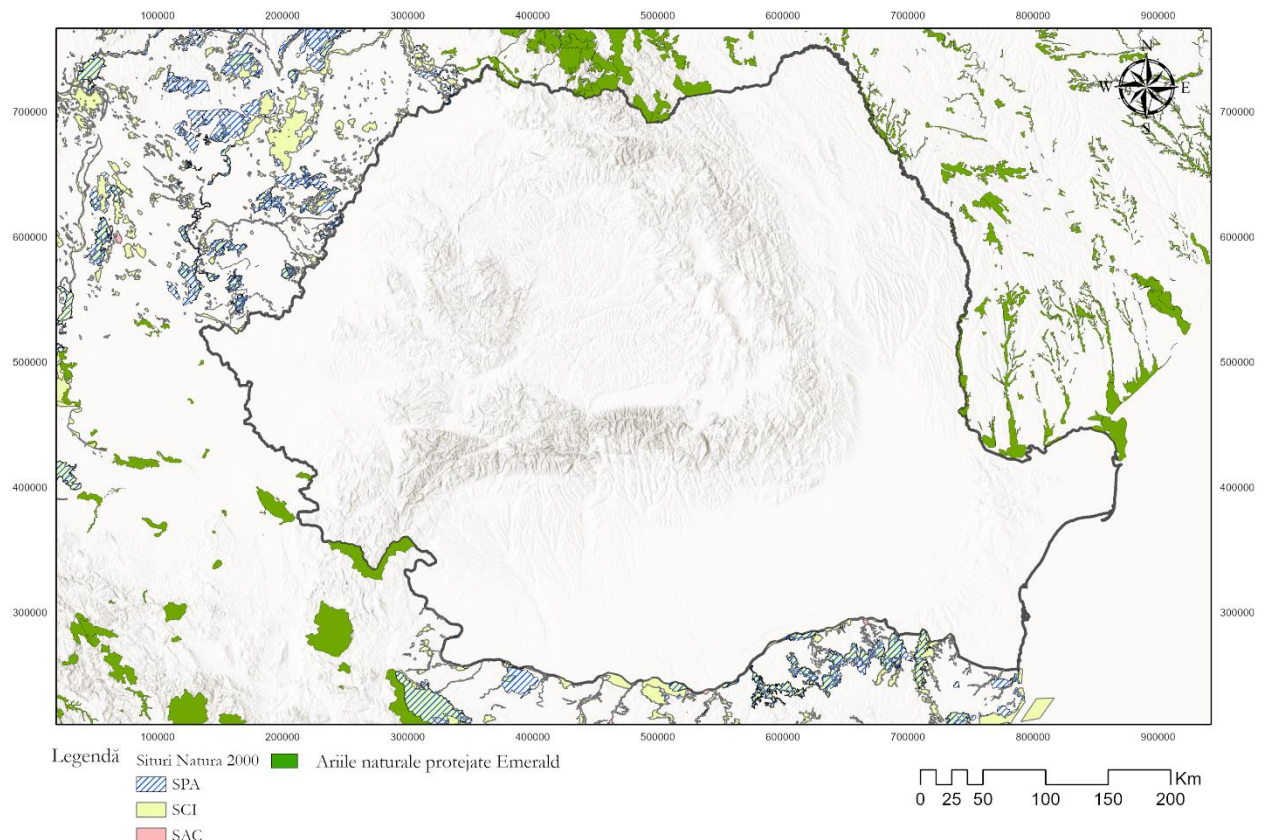 100000 200000 300000 400000 500000 600000 700000 800000 900000
N
W E
S
700000 700000
600000 600000
500000 500000
400000 400000
300000 300000
100000 200000 300000 400000 500000 600000 700000 800000 900000
Legendă Situri Natura 2000 Ariile naturale protejate Emerald
SPA
SCI
SAC
Km
0 25 50 100 150 200